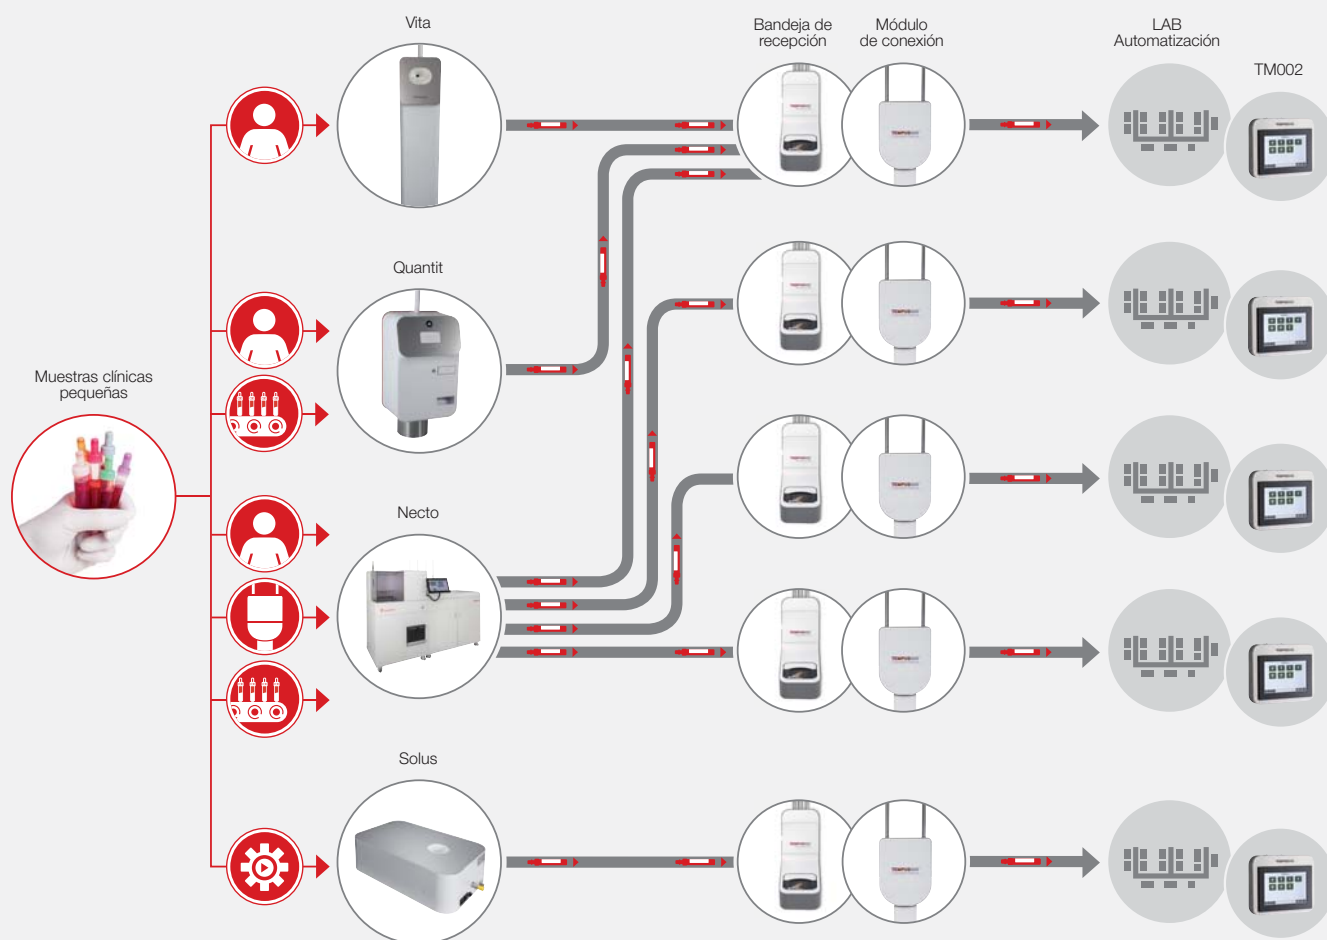 Vita
Bandeja de
recepción
Módulo
de conexión
LAB
Automatización
TM002
Quantit
Muestras clínicas
pequeñas
Necto
Solus